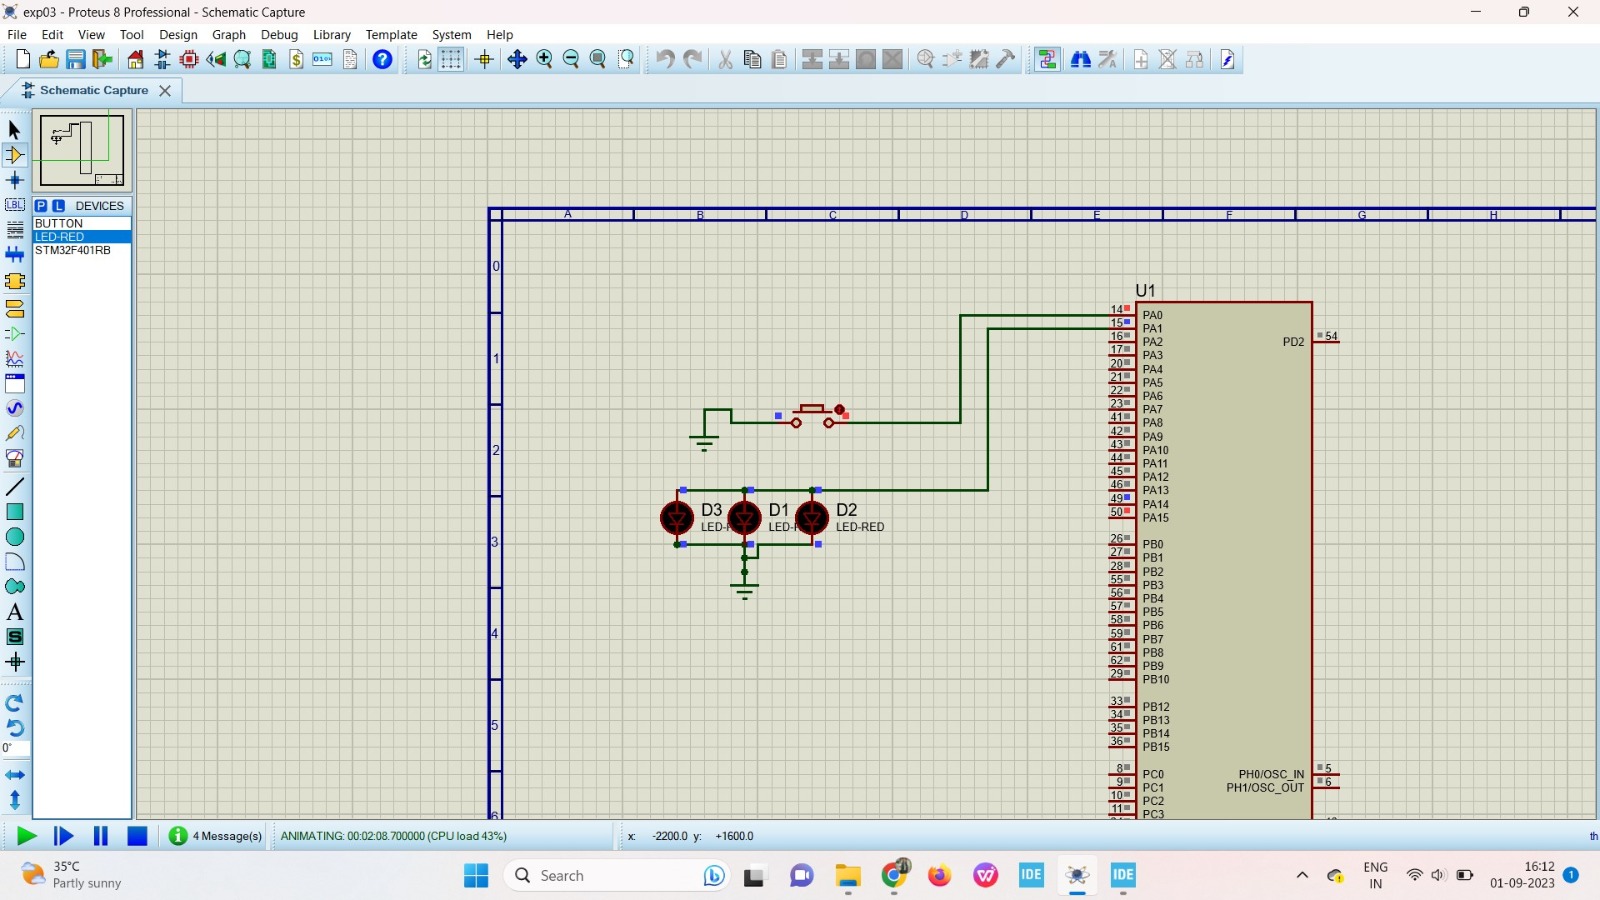 exp03 - Proteus 8 Professional - Schematic Capture
File Edit View Tool Design Graph Debug Library Template System Help
Schematic Capture
P L DEVICES
BUTTON
LED-RED
STM32F401RB
LBL
A
S
0°
A B C D E F G H
0
1
2
3
4
5
U1
14 PA0
15 PA1
16 PA2
17 PA3
20 PA4
21 PA5
22 PA6
23 PA7
41 PA8
42 PA9
43 PA10
44 PA11
45 PA12
46 PA13
49 PA14
50 PA15
PD2 54
D3
D1
D2
LED-RED
26 PB0
27 PB1
28 PB2
55 PB3
56 PB4
57 PB5
58 PB6
59 PB7
61 PB8
62 PB9
29 PB10
33 PB12
34 PB13
35 PB14
36 PB15
8 PC0
9 PC1
10 PC2
11 PC3
PH0/OSC_IN 5
PH1/OSC_OUT 6
4 Message(s) ANIMATING: 00:02:08.700000 (CPU load 43%) x: -2200.0 y: +1600.0 th
35°C
Partly sunny
Search
IDE
IDE
ENG
IN
16:12
01-09-2023
1